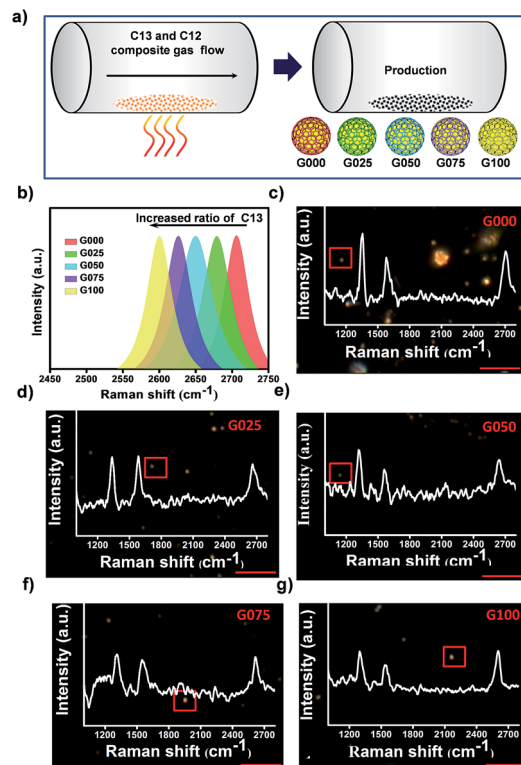 a)
C13 and C12
composite gas flow
Production
G000 G025 G050 G075 G100
b)
Increased ratio of C13
G000
G025
G050
G075
G100
Intensity (a.u.)
2450 2500 2550 2600 2650 2700 2750
Raman shift (cm-1)
c)
G000
Intensity (a.u.)
1200 1600 2000 2400 2800
Raman shift (cm-1)
d)
G025
Intensity (a.u.)
1200 1500 1800 2100 2400 2700
Raman shift (cm-1)
e)
G050
Intensity (a.u.)
1200 1500 1800 2100 2400 2700
Raman shift (cm-1)
f)
G075
Intensity (a.u.)
1200 1500 1800 2100 2400 2700
Raman shift (cm-1)
g)
G100
Intensity (a.u.)
1200 1500 1800 2100 2400 2700
Raman shift (cm-1)